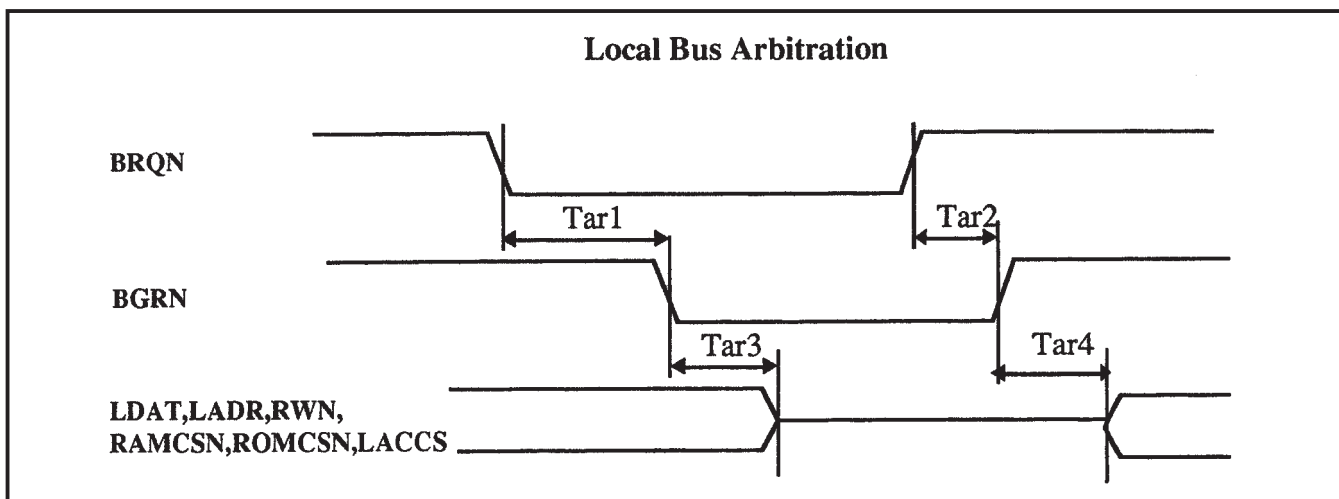 Local Bus Arbitration
BRQN
Tar1
Tar2
BGRN
Tar3
Tar4
LDAT,LADR,RWN,
RAMCSN,ROMCSN,LACCS